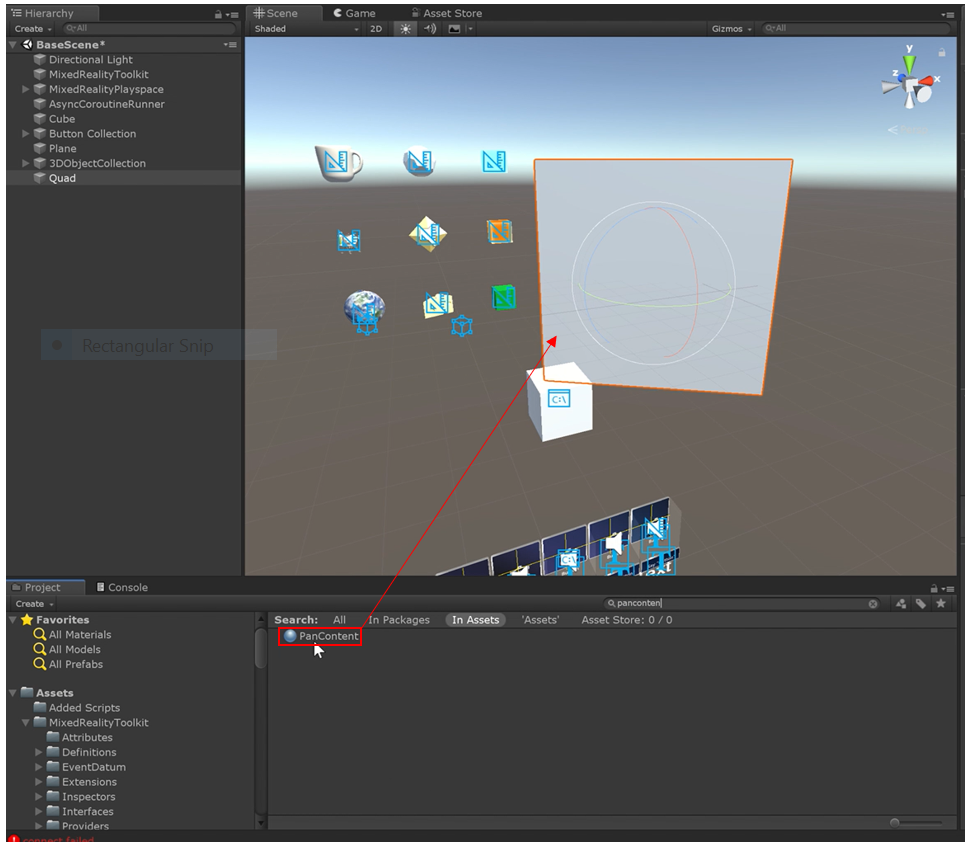 Hierarchy
Scene Game Asset Store
Create All
Shaded 2D Gizmos All
BaseScene*
Directional Light
MixedRealityToolkit
MixedRealityPlayspace
AsyncCoroutineRunner
Cube
Button Collection
Plane
3DObjectCollection
Quad
y
z x
Rectangular Snip
C:\
Project Console
Create panconten
Favorites
All Materials
All Models
All Prefabs
Search: All In Packages In Assets 'Assets' Asset Store: 0 / 0
PanContent
Assets
Added Scripts
MixedRealityToolkit
Attributes
Definitions
EventDatum
Extensions
Inspectors
Interfaces
Providers
connect failed